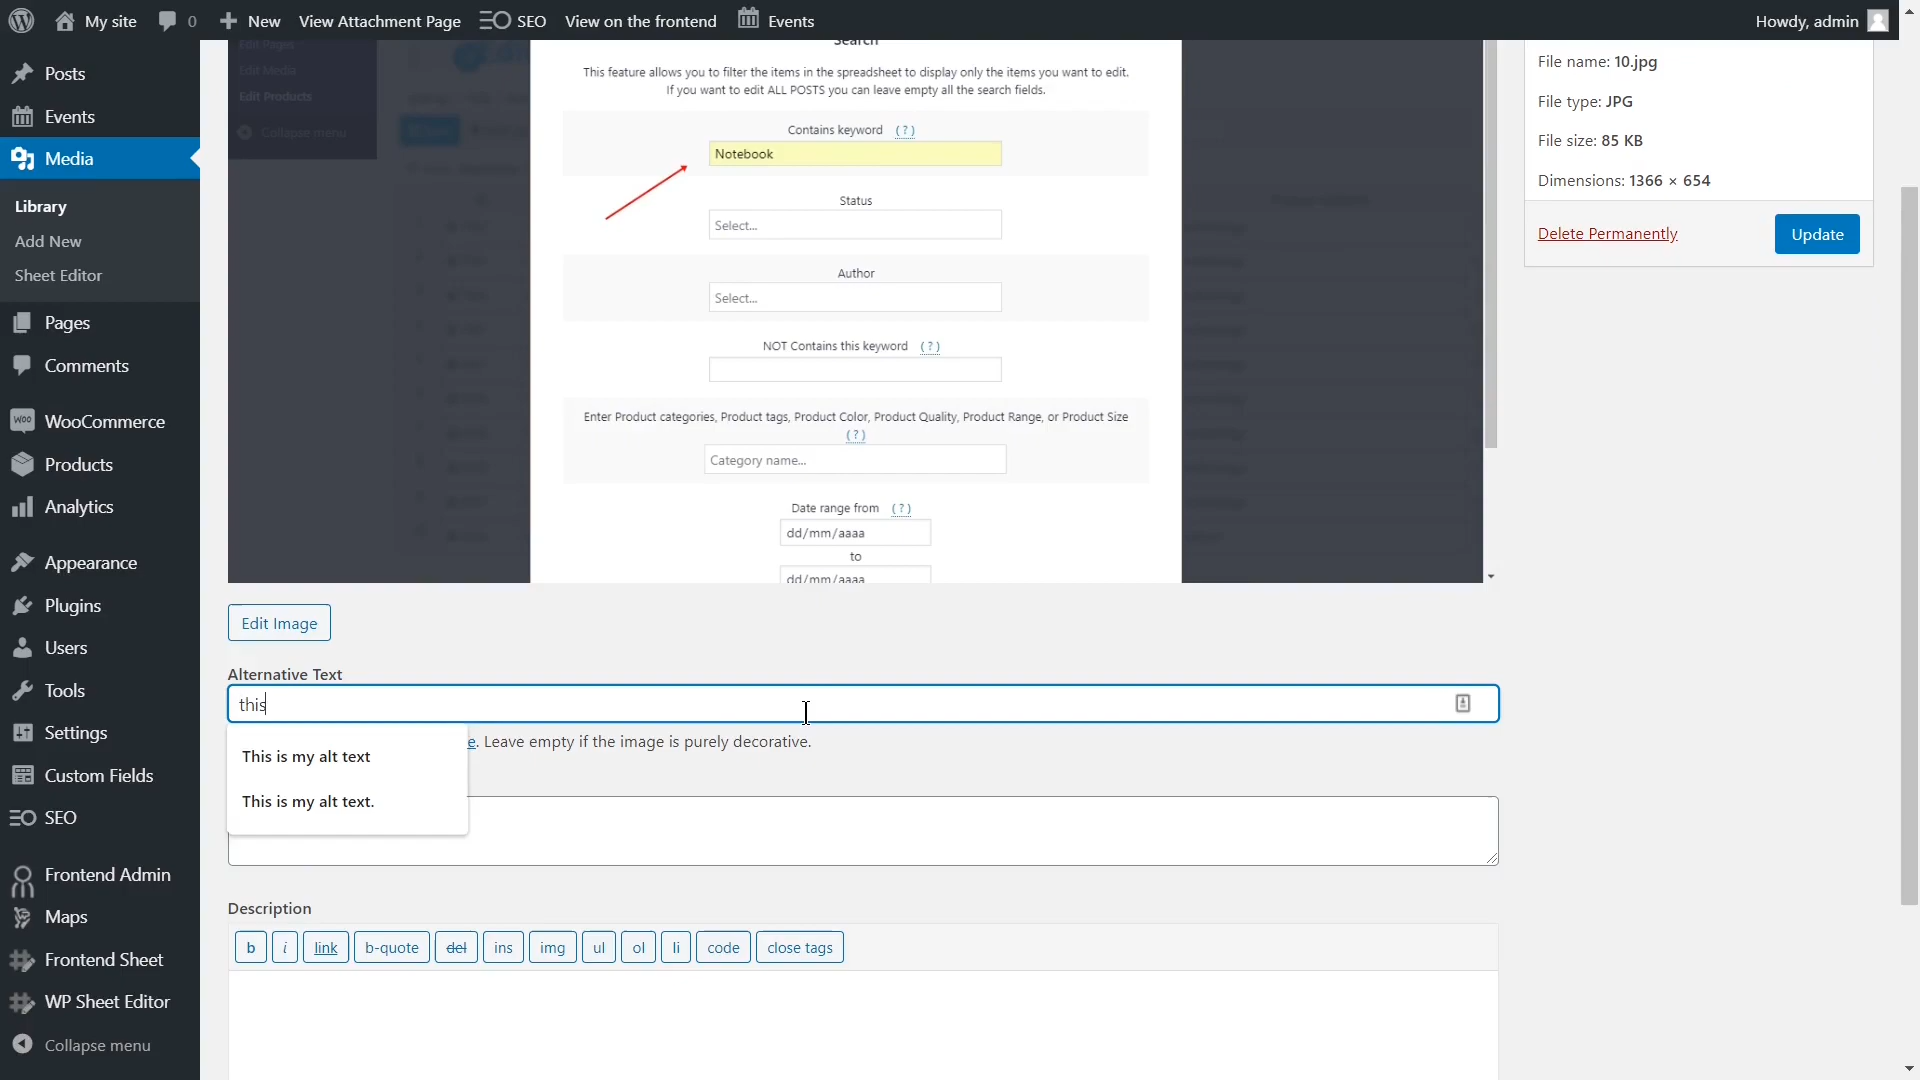 My site
0
New
View Attachment Page
SEO
View on the frontend
Events
Howdy, admin
Posts
Events
Media
Library
Add New
Sheet Editor
Pages
Comments
WooCommerce
Products
Analytics
Appearance
Plugins
Users
Tools
Settings
Custom Fields
SEO
Frontend Admin
Maps
Frontend Sheet
WP Sheet Editor
Collapse menu
Edit Pages
Edit Media
Edit Products
Collapse menu
Search
This feature allows you to filter the items in the spreadsheet to display only the items you want to edit.
If you want to edit ALL POSTS you can leave empty all the search fields.
Contains keyword (?)
Notebook
Status
Select...
Author
Select...
NOT Contains this keyword (?)
Enter Product categories, Product tags, Product Color, Product Quality, Product Range, or Product Size
(?)
Category name...
Date range from (?)
dd/mm/aaaa
to
dd/mm/aaaa
File name: 10.jpg
File type: JPG
File size: 85 KB
Dimensions: 1366 × 654
Delete Permanently
Update
Edit Image
Alternative Text
this
e. Leave empty if the image is purely decorative.
This is my alt text
This is my alt text.
Description
b
i
link
b-quote
del
ins
img
ul
ol
li
code
close tags